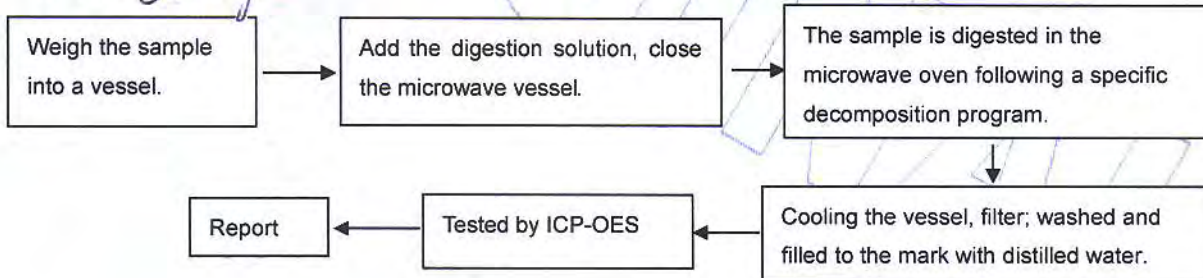 Weigh the sample
into a vessel.
Add the digestion solution, close
the microwave vessel.
The sample is digested in the
microwave oven following a specific
decomposition program.
Cooling the vessel, filter; washed and
filled to the mark with distilled water.
Tested by ICP-OES
Report